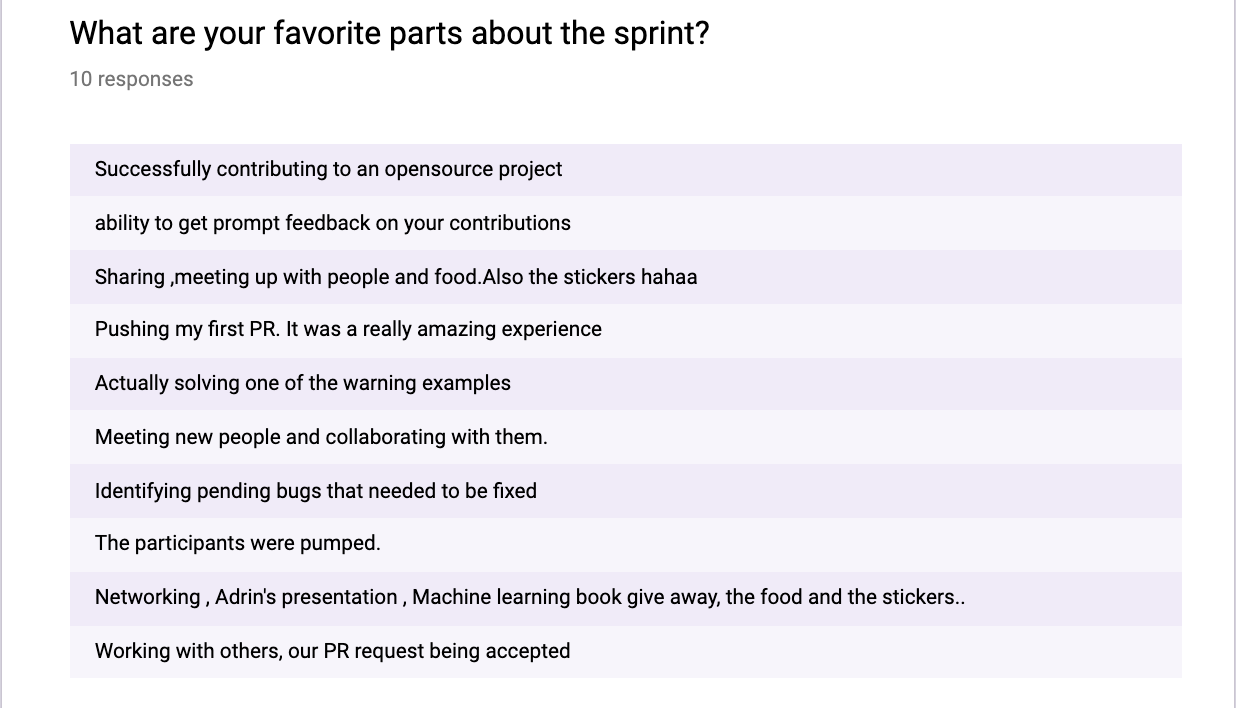 What are your favorite parts about the sprint?
10 responses
Successfully contributing to an opensource project
ability to get prompt feedback on your contributions
Sharing ,meeting up with people and food.Also the stickers hahaa
Pushing my first PR. It was a really amazing experience
Actually solving one of the warning examples
Meeting new people and collaborating with them.
Identifying pending bugs that needed to be fixed
The participants were pumped.
Networking , Adrin's presentation , Machine learning book give away, the food and the stickers..
Working with others, our PR request being accepted